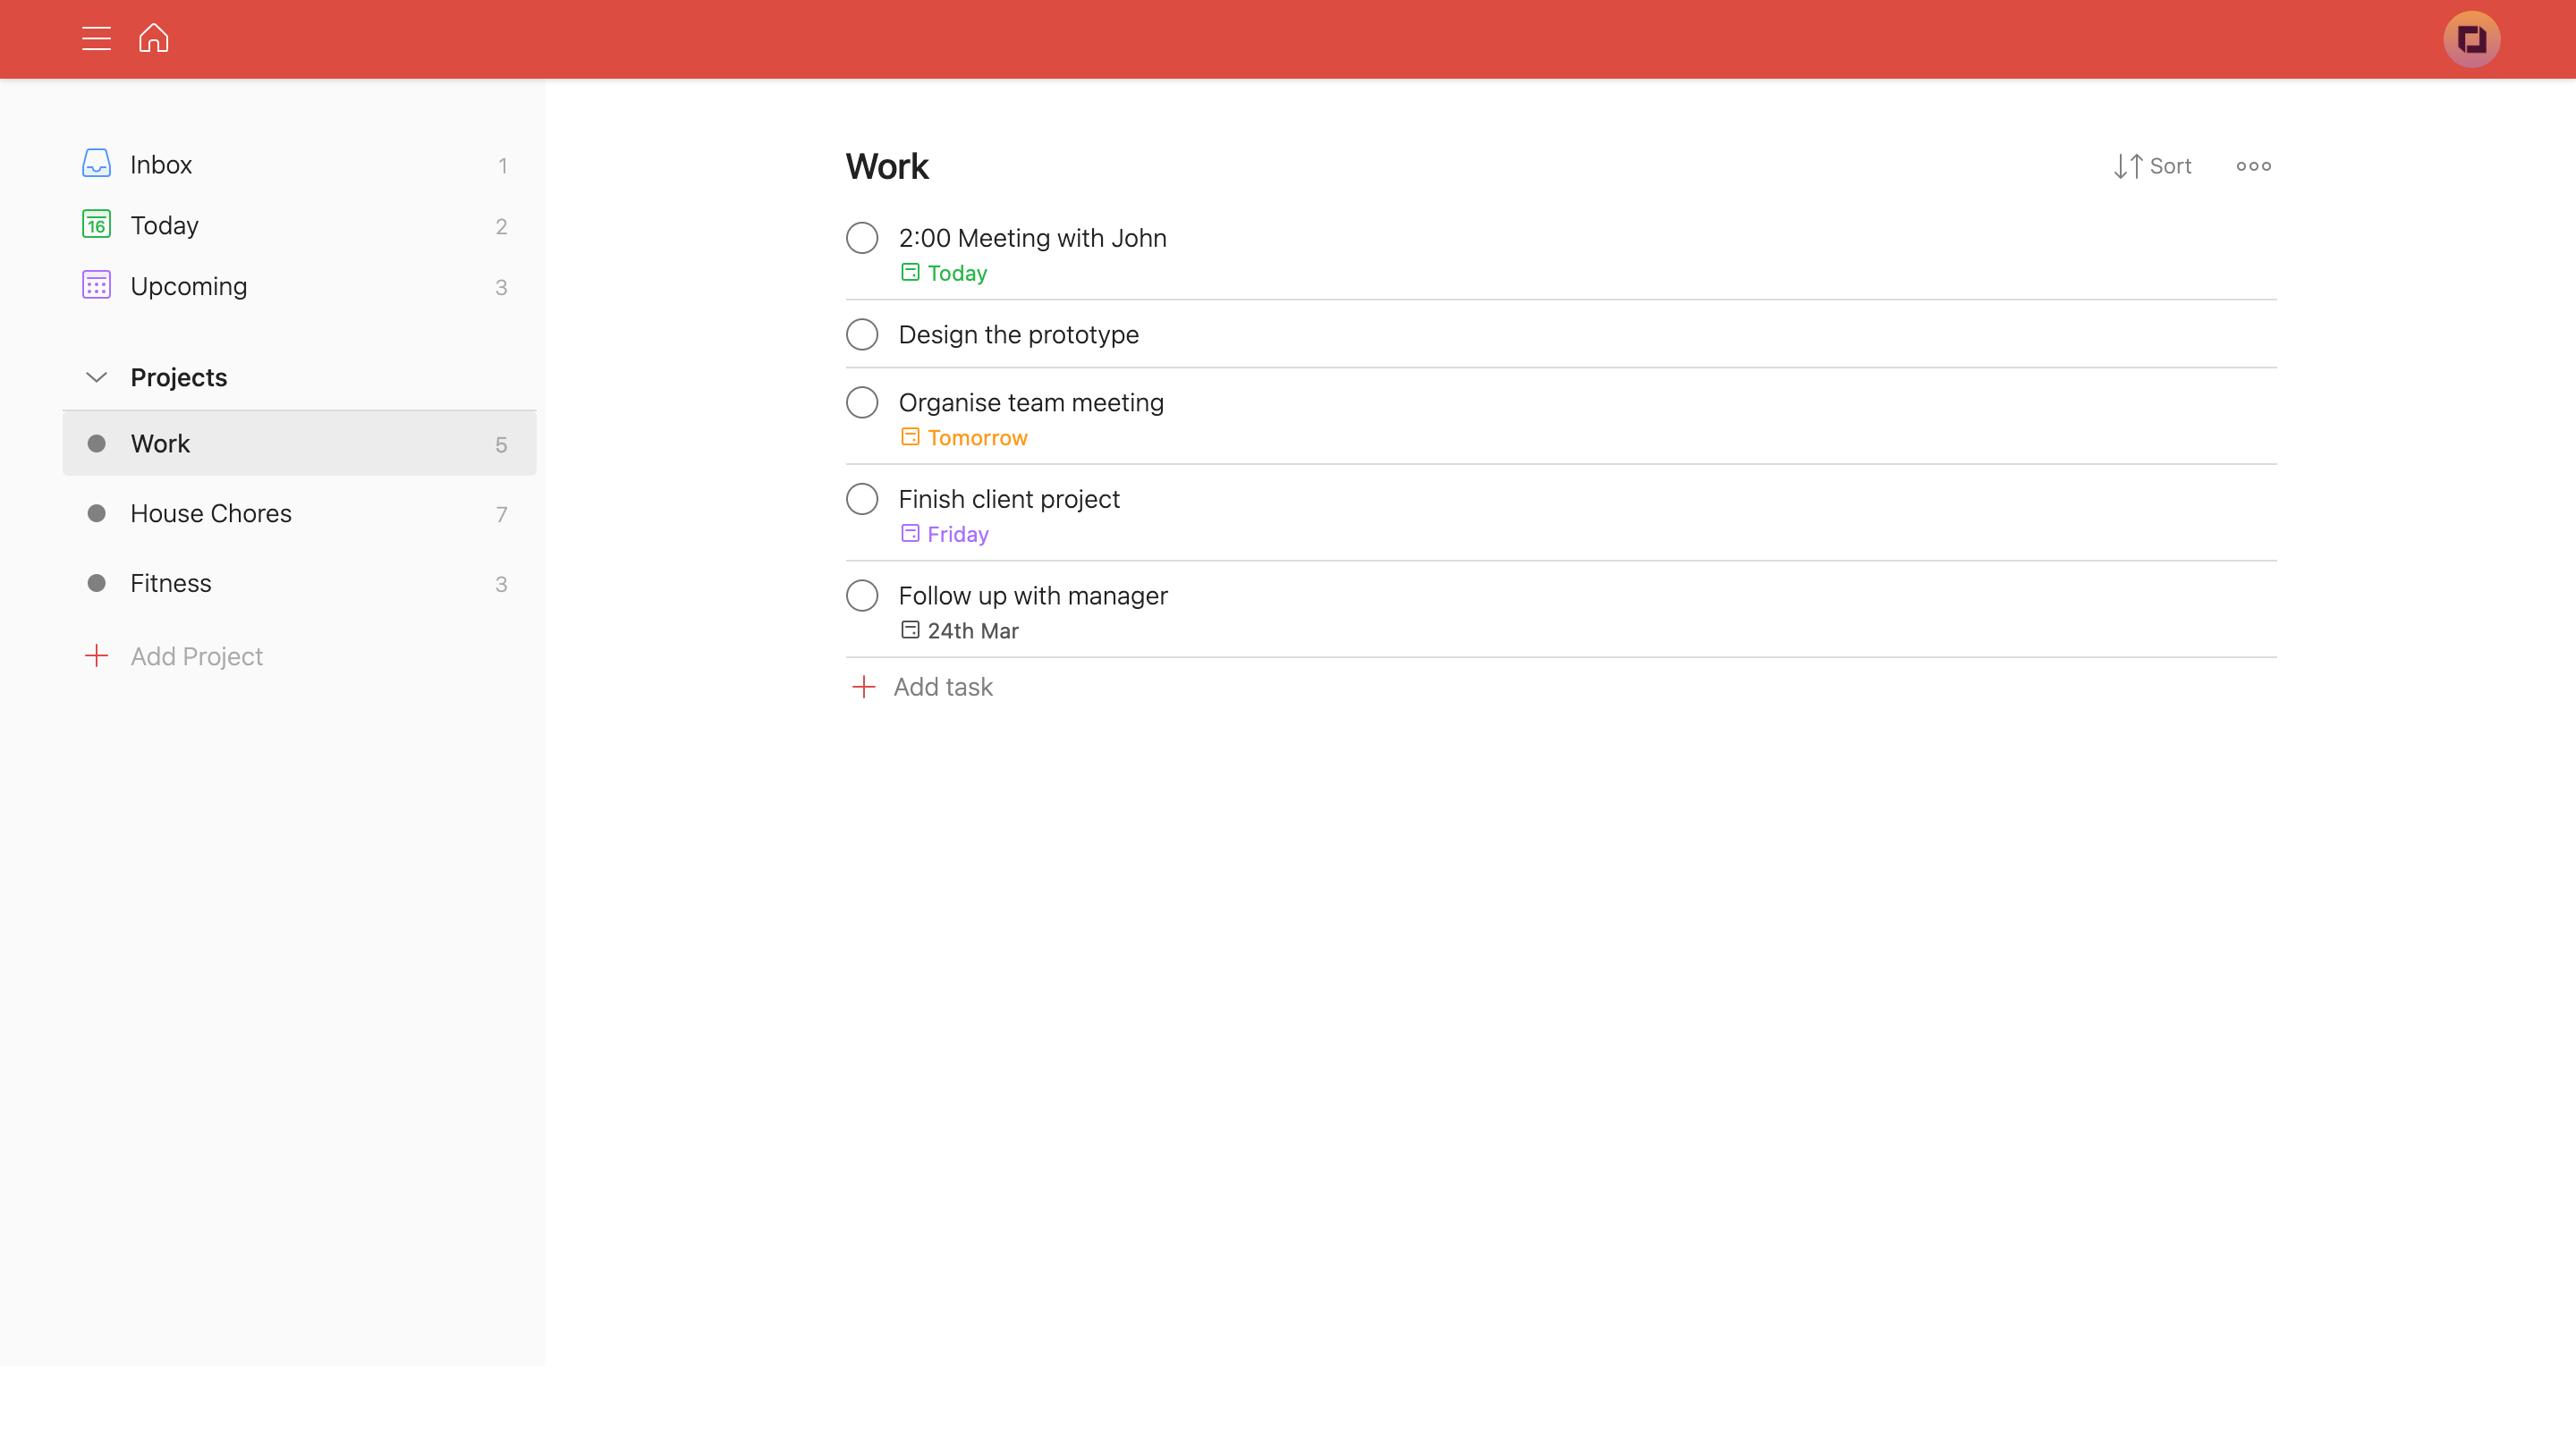 Inbox 1
16
Today 2
Upcoming 3
Projects
Work 5
House Chores 7
Fitness 3
Add Project
Work
Sort
2:00 Meeting with John
Today
Design the prototype
Organise team meeting
Tomorrow
Finish client project
Friday
Follow up with manager
24th Mar
Add task